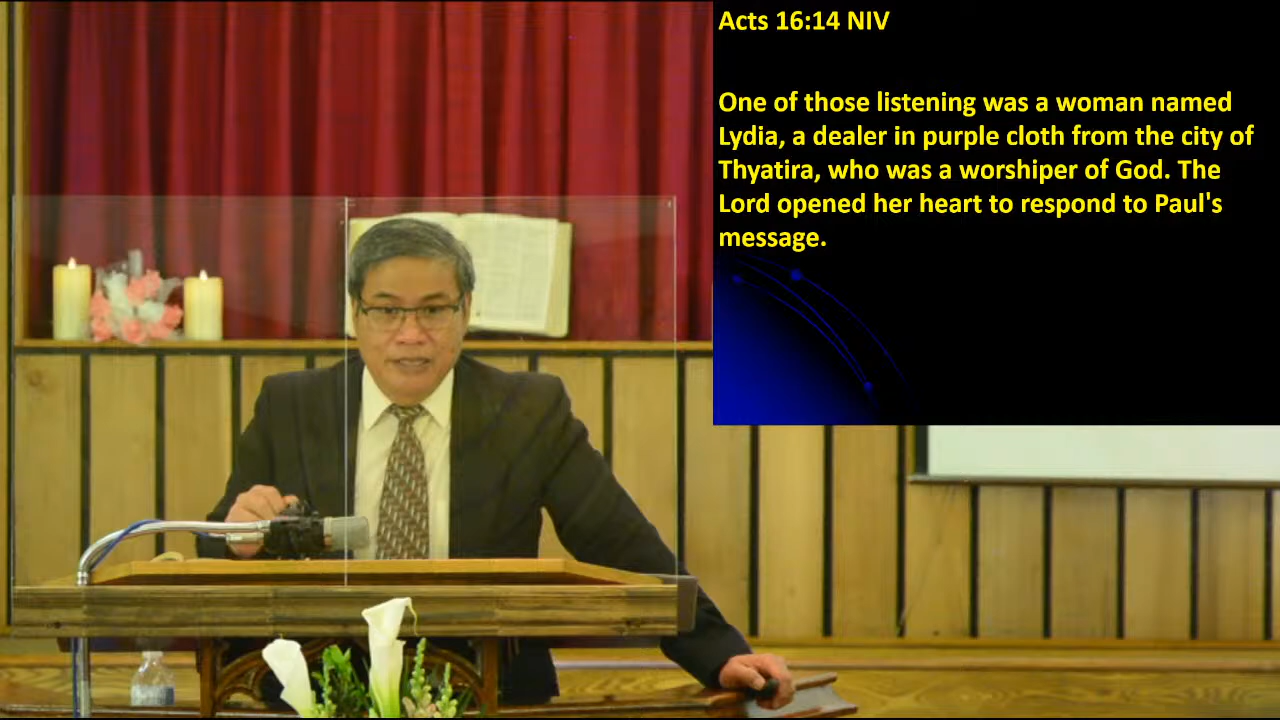 Acts 16:14 NIV
One of those listening was a woman named
Lydia, a dealer in purple cloth from the city of
Thyatira, who was a worshiper of God. The
Lord opened her heart to respond to Paul's
message.